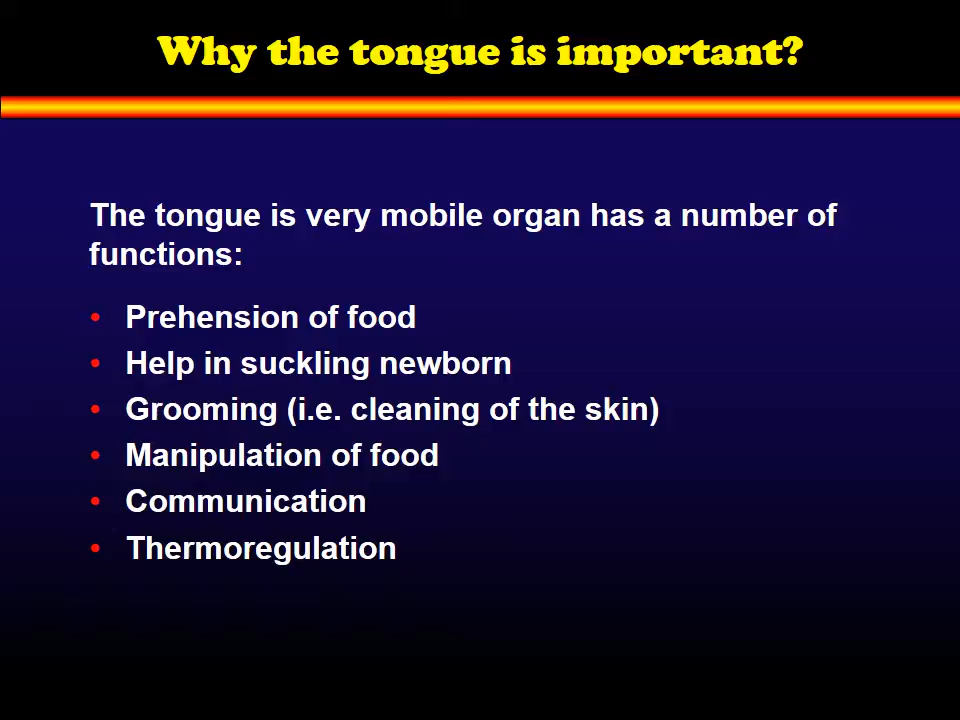 Why the tongue is important?
The tongue is very mobile organ has a number of
functions:
• Prehension of food
• Help in suckling newborn
• Grooming (i.e. cleaning of the skin)
• Manipulation of food
• Communication
• Thermoregulation